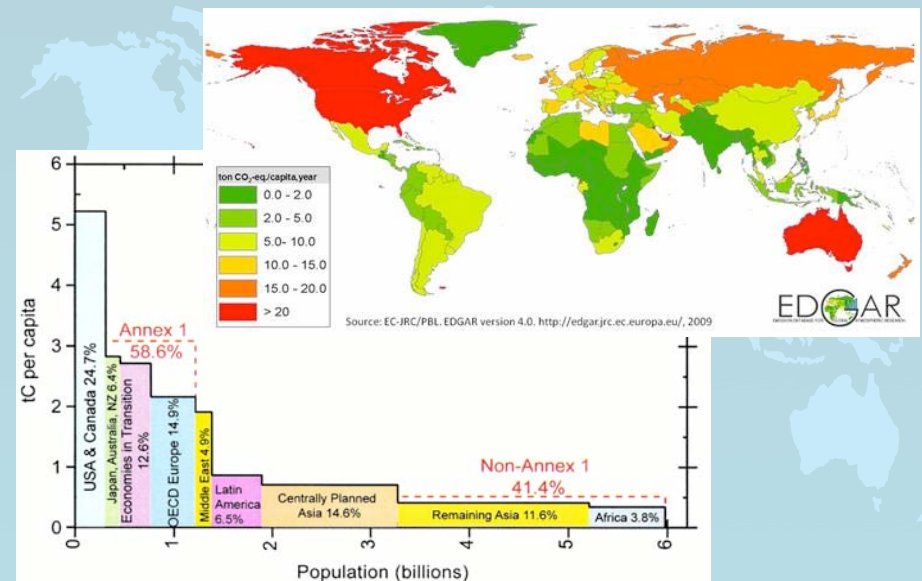 ton CO₂-eq./capita,year
0.0 - 2.0
2.0 - 5.0
5.0- 10.0
10.0 - 15.0
15.0 - 20.0
> 20
Source: EC-JRC/PBL. EDGAR version 4.0. http://edgar.jrc.ec.europa.eu/, 2009
EDGAR
tC per capita
6
5
4
3
2
1
0
USA & Canada 24.7%
Japan, Australia, NZ 6.4%
Economies in Transition
12.6%
OECD Europe 14.9%
Middle East 4.9%
Latin
America
6.5%
Centrally Planned
Asia 14.6%
Remaining Asia 11.6%
Africa 3.8%
Annex 1
58.6%
Non-Annex 1
41.4%
0
1
2
3
4
5
6
Population (billions)